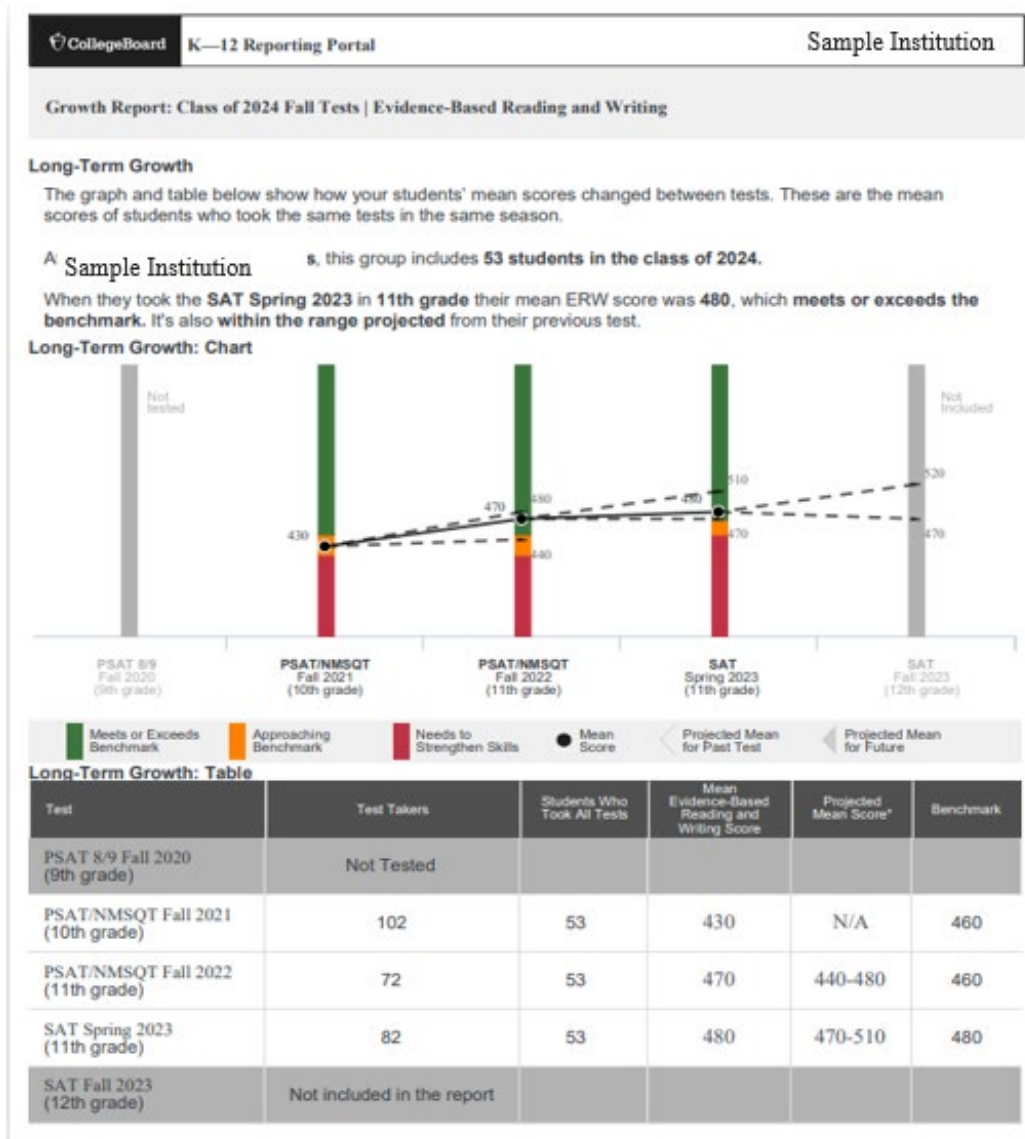 CollegeBoard K—12 Reporting Portal Sample Institution
Growth Report: Class of 2024 Fall Tests | Evidence-Based Reading and Writing
Long-Term Growth
The graph and table below show how your students' mean scores changed between tests. These are the mean
scores of students who took the same tests in the same season.
A Sample Institution s, this group includes 53 students in the class of 2024.
When they took the SAT Spring 2023 in 11th grade their mean ERW score was 480, which meets or exceeds the
benchmark. It's also within the range projected from their previous test.
Long-Term Growth: Chart
Not
tested
Not
Included
430
470
480
440
480
510
470
520
470
PSAT 8/9
Fall 2020
(9th grade)
PSAT/NMSQT
Fall 2021
(10th grade)
PSAT/NMSQT
Fall 2022
(11th grade)
SAT
Spring 2023
(11th grade)
SAT
Fall 2023
(12th grade)
Meets or Exceeds
Benchmark
Approaching
Benchmark
Needs to
Strengthen Skills
Mean
Score
Projected Mean
for Past Test
Projected Mean
for Future
Long-Term Growth: Table
Test
Test Takers
Students Who
Took All Tests
Mean
Evidence-Based
Reading and
Writing Score
Projected
Mean Score*
Benchmark
PSAT 8/9 Fall 2020
(9th grade)
Not Tested
PSAT/NMSQT Fall 2021
(10th grade)
102 53 430 N/A 460
PSAT/NMSQT Fall 2022
(11th grade)
72 53 470 440-480 460
SAT Spring 2023
(11th grade)
82 53 480 470-510 480
SAT Fall 2023
(12th grade)
Not included in the report